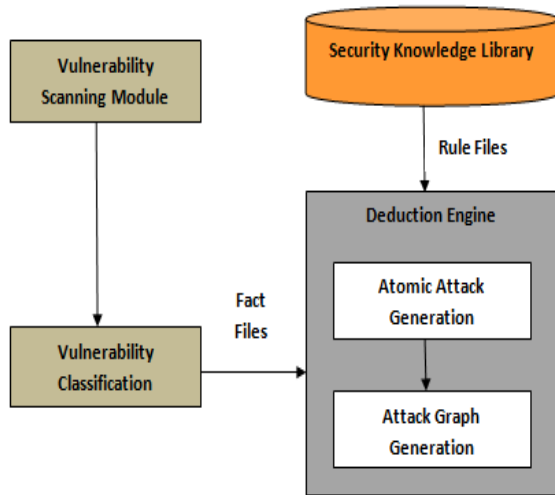 Vulnerability
Scanning Module
Security Knowledge Library
Rule Files
Deduction Engine
Atomic Attack
Generation
Fact
Files
Vulnerability
Classification
Attack Graph
Generation